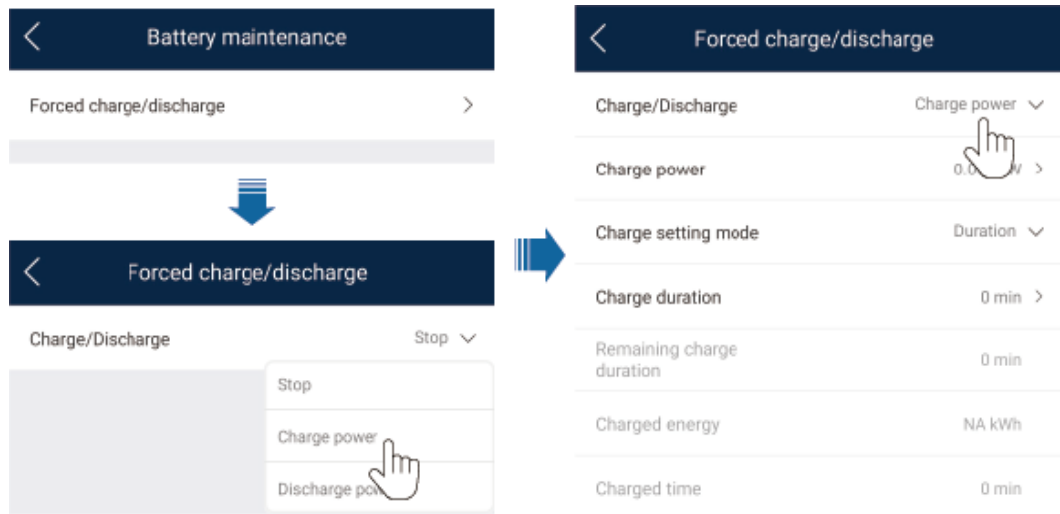 Battery maintenance
Forced charge/discharge
Forced charge/discharge
Charge/Discharge Stop
Stop
Charge power
Discharge
Forced charge/discharge
Charge/Discharge Charge power
Charge power
Charge setting mode Duration
Charge duration 0 min
Remaining charge
duration 0 min
Charged energy NA kWh
Charged time 0 min